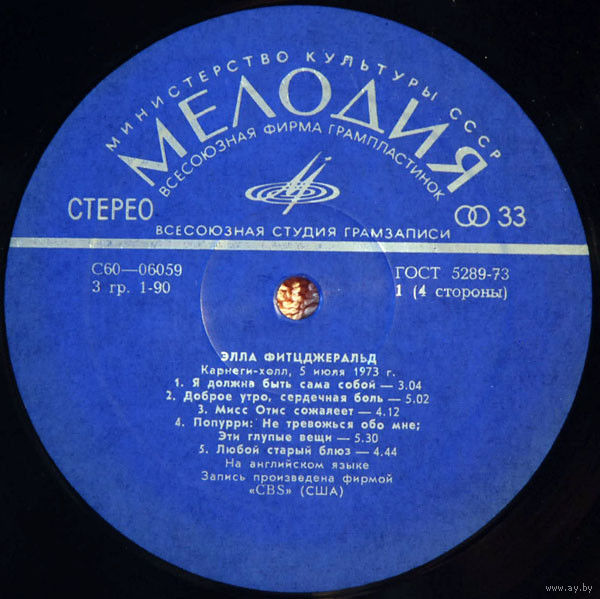 МИНИСТЕРСТВО КУЛЬТУРЫ СССР
МЕЛОДИЯ
ВСЕСОЮЗНАЯ ФИРМА ГРАМПЛАСТИНОК
СТЕРЕО
33
ВСЕСОЮЗНАЯ СТУДИЯ ГРАМЗАПИСИ
С60—06059
ГОСТ 5289-73
3 гр. 1-90
1 (4 стороны)
ЭЛЛА ФИТЦДЖЕРАЛЬД
Карнеги-холл, 5 июля 1973 г.
1. Я должна быть сама собой — 3.04
2. Доброе утро, сердечная боль — 5.02
3. Мисс Отис сожалеет — 4.12
4. Попурри: Не тревожься обо мне;
Эти глупые вещи — 5.30
5. Любой старый блюз — 4.44
На английском языке
Запись произведена фирмой
«CBS» (США)
www.ay.by